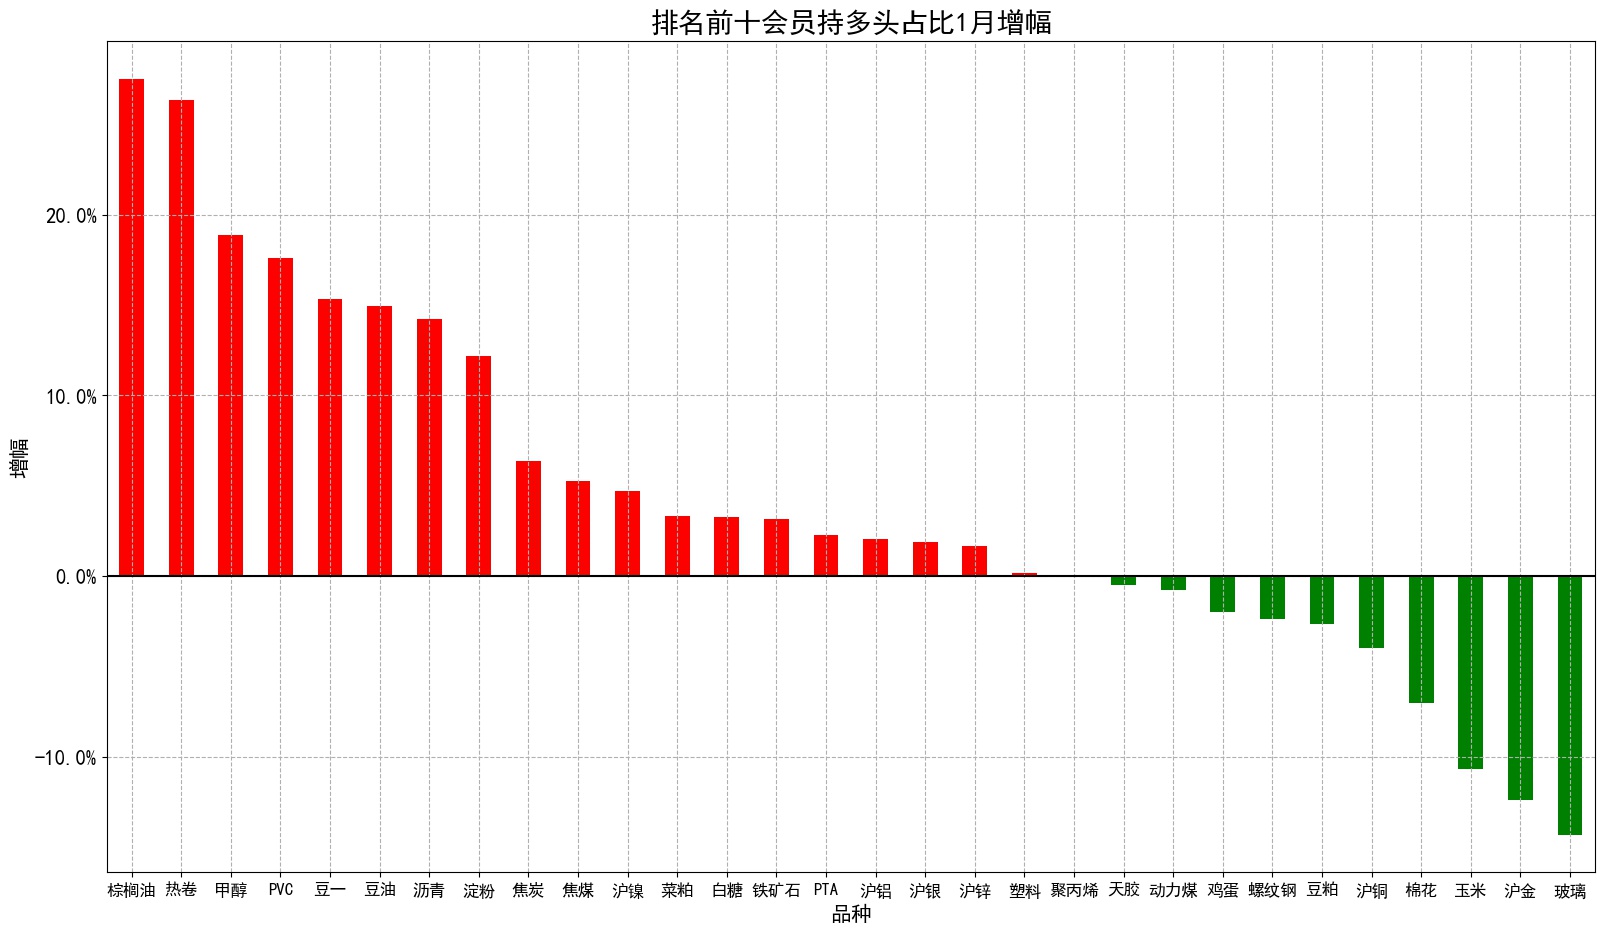 排名前十会员持多头占比1月增幅
增幅
20.0%
10.0%
0.0%
−10.0%
棕榈油 热卷 甲醇 PVC 豆一 豆油 沥青 淀粉 焦炭 焦煤 沪镍 菜粕 白糖 铁矿石 PTA 沪铝 沪银 沪锌 塑料 聚丙烯 天胶 动力煤 鸡蛋 螺纹钢 豆粕 沪铜 棉花 玉米 沪金 玻璃
品种